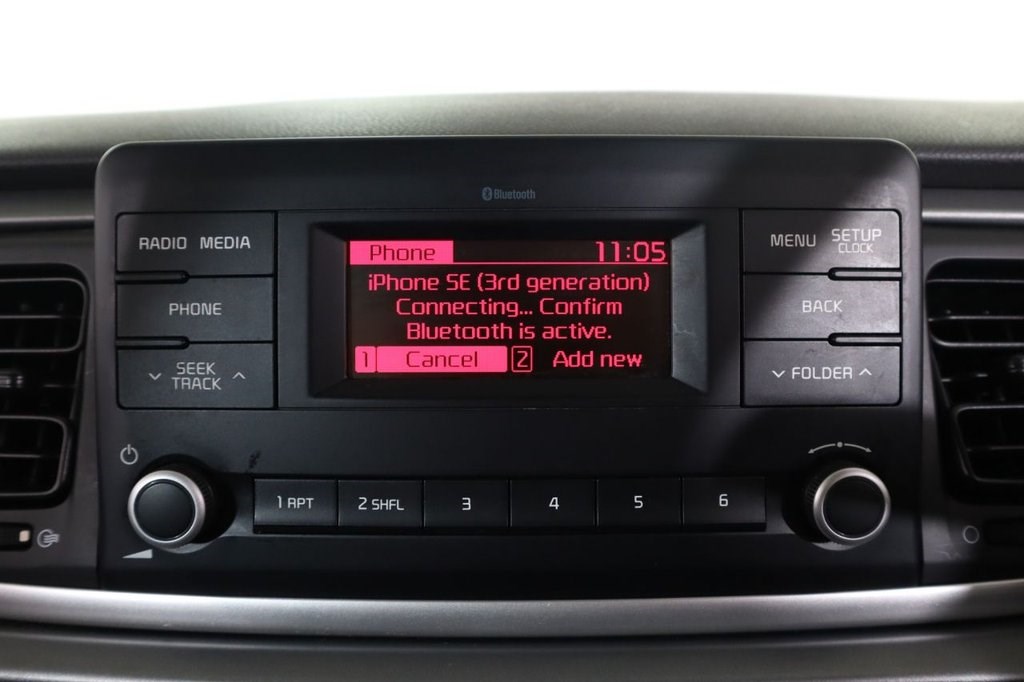 Bluetooth
RADIO MEDIA
PHONE
SEEK
TRACK
Phone 11:05
iPhone SE (3rd generation)
Connecting... Confirm
Bluetooth is active.
1 Cancel 2 Add new
MENU SETUP
CLOCK
BACK
FOLDER
1 RPT 2 SHFL 3 4 5 6